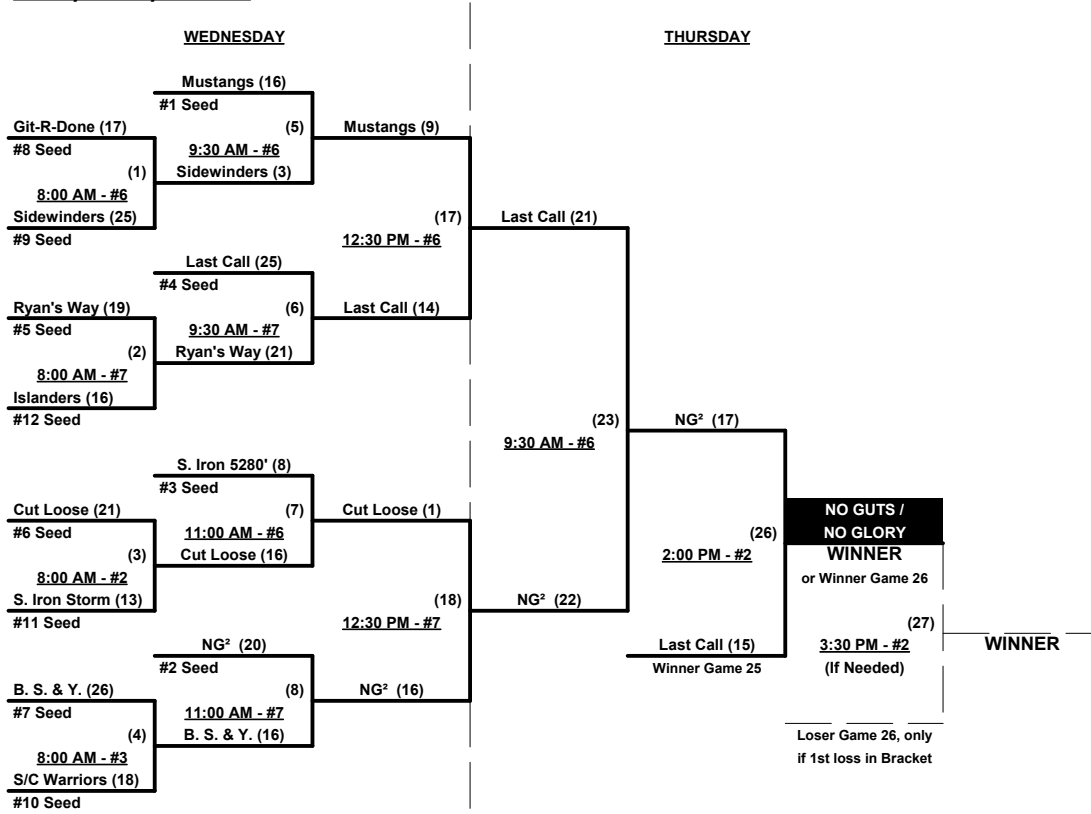 WEDNESDAY
THURSDAY
Mustangs (16)
#1 Seed
Git-R-Done (17)
#8 Seed
(1)
8:00 AM - #6
Sidewinders (25)
#9 Seed
(5)
9:30 AM - #6
Sidewinders (3)
Mustangs (9)
(17)
12:30 PM - #6
Last Call (25)
#4 Seed
Ryan's Way (19)
#5 Seed
(2)
8:00 AM - #7
Islanders (16)
#12 Seed
(6)
9:30 AM - #7
Ryan's Way (21)
Last Call (14)
Last Call (21)
(23)
9:30 AM - #6
S. Iron 5280' (8)
#3 Seed
Cut Loose (21)
#6 Seed
(3)
8:00 AM - #2
S. Iron Storm (13)
#11 Seed
(7)
11:00 AM - #6
Cut Loose (16)
Cut Loose (1)
(18)
12:30 PM - #7
NG² (20)
#2 Seed
B. S. & Y. (26)
#7 Seed
(4)
8:00 AM - #3
S/C Warriors (18)
#10 Seed
(8)
11:00 AM - #7
B. S. & Y. (16)
NG² (16)
NG² (22)
NG² (17)
(26)
2:00 PM - #2
Last Call (15)
Winner Game 25
NO GUTS /
NO GLORY
WINNER
or Winner Game 26
(27)
3:30 PM - #2
(If Needed)
WINNER
Loser Game 26, only
if 1st loss in Bracket